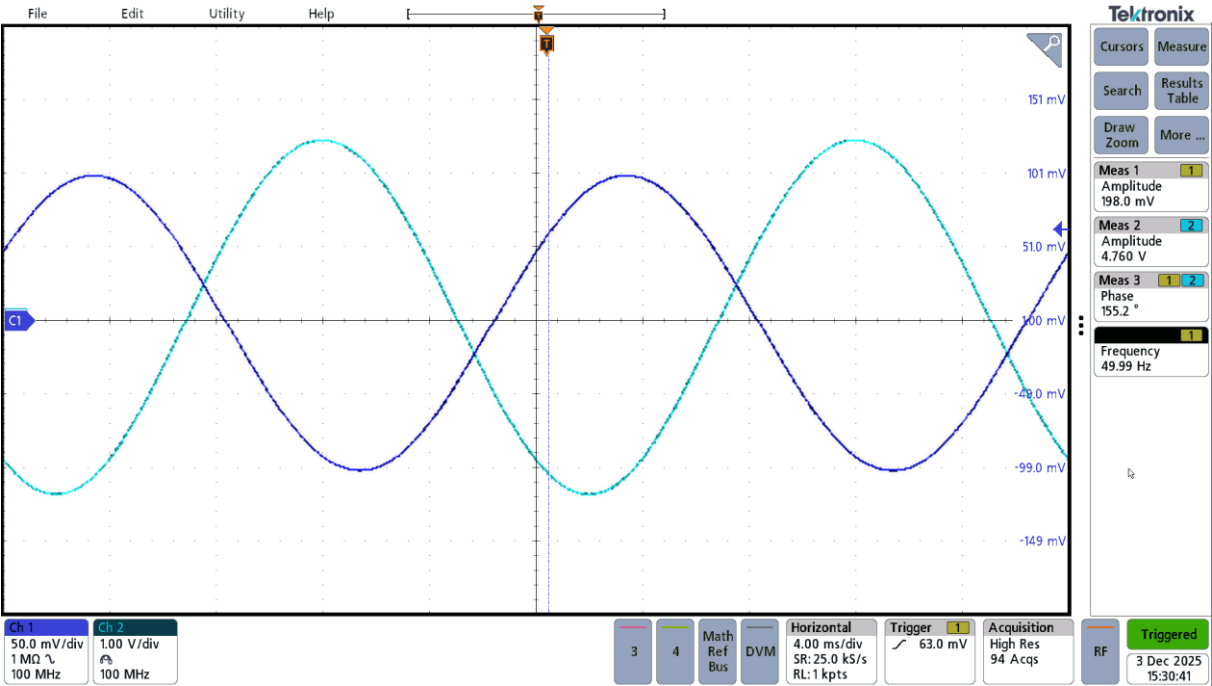 File Edit Utility Help
Tektronix
T
T
Cursors Measure
Search Results
Table
Draw
Zoom More ...
151 mV
101 mV
51.0 mV
1.00 mV
-49.0 mV
-99.0 mV
-149 mV
C1
Meas 1 1
Amplitude
198.0 mV
Meas 2 2
Amplitude
4.760 V
Meas 3 1 2
Phase
155.2 °
1
Frequency
49.99 Hz
Ch 1
50.0 mV/div
1 MΩ
100 MHz
Ch 2
1.00 V/div
100 MHz
3
4
Math
Ref
Bus
DVM
Horizontal
4.00 ms/div
SR: 25.0 kS/s
RL: 1 kpts
Trigger 1
63.0 mV
Acquisition
High Res
94 Acqs
RF
Triggered
3 Dec 2025
15:30:41